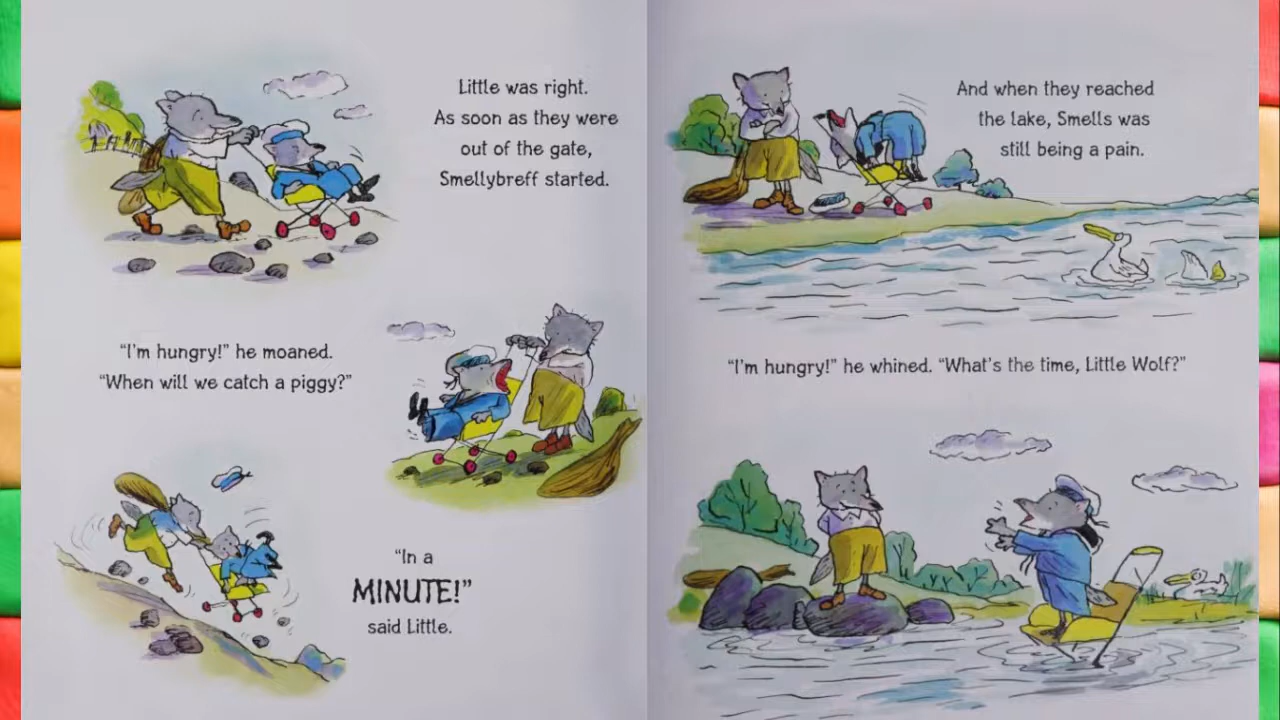 Little was right.
As soon as they were
out of the gate,
Smellybreff started.
“I’m hungry!” he moaned.
“When will we catch a piggy?”
“In a
MINUTE!”
said Little.
And when they reached
the lake, Smells was
still being a pain.
“I’m hungry!” he whined. “What’s the time, Little Wolf?”